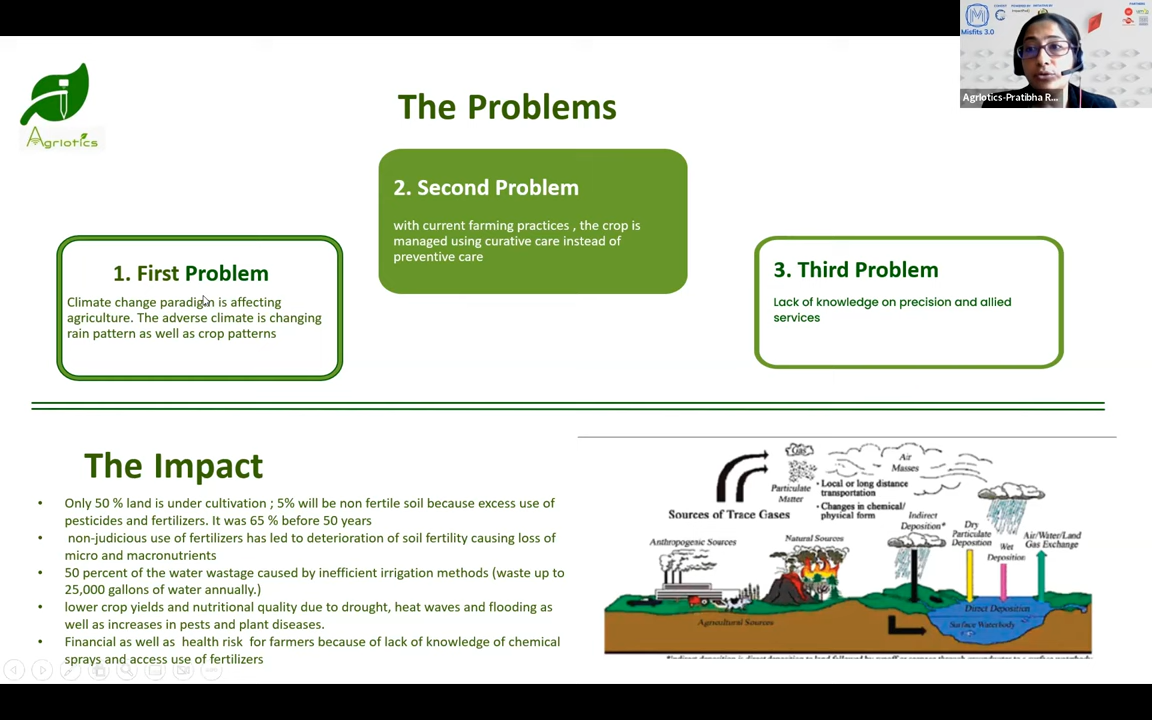 Misfits 3.0
AgrIotics-Pratibha R...
Agriotics
The Problems
2. Second Problem
with current farming practices , the crop is
managed using curative care instead of
preventive care
1. First Problem
Climate change paradigm is affecting
agriculture. The adverse climate is changing
rain pattern as well as crop patterns
3. Third Problem
Lack of knowledge on precision and allied
services
The Impact
• Only 50 % land is under cultivation ; 5% will be non fertile soil because excess use of
pesticides and fertilizers. It was 65 % before 50 years
• non-judicious use of fertilizers has led to deterioration of soil fertility causing loss of
micro and macronutrients
• 50 percent of the water wastage caused by inefficient irrigation methods (waste up to
25,000 gallons of water annually.)
• lower crop yields and nutritional quality due to drought, heat waves and flooding as
well as increases in pests and plant diseases.
• Financial as well as health risk for farmers because of lack of knowledge of chemical
sprays and access use of fertilizers
Gas
Particulate
Matter
Air
Masses
• Local or long distance
transportation
• Changes in chemical/
physical form
Sources of Trace Gases
Anthropogenic Sources
Natural Sources
Agricultural Sources
Indirect
Deposition*
Dry
Particulate
Deposition
Wet
Deposition
Air/Water/Land
Gas Exchange
Direct Deposition
Surface Waterbody